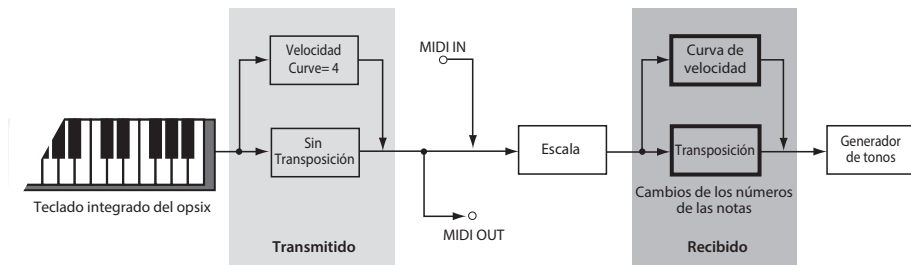 Velocidad
Curve= 4
MIDI IN
Curva de
velocidad
Sin
Transposición
Escala
Transposición
Generador
de tonos
Teclado integrado del opsix
Cambios de los números
de las notas
MIDI OUT
Transmitido
Recibido